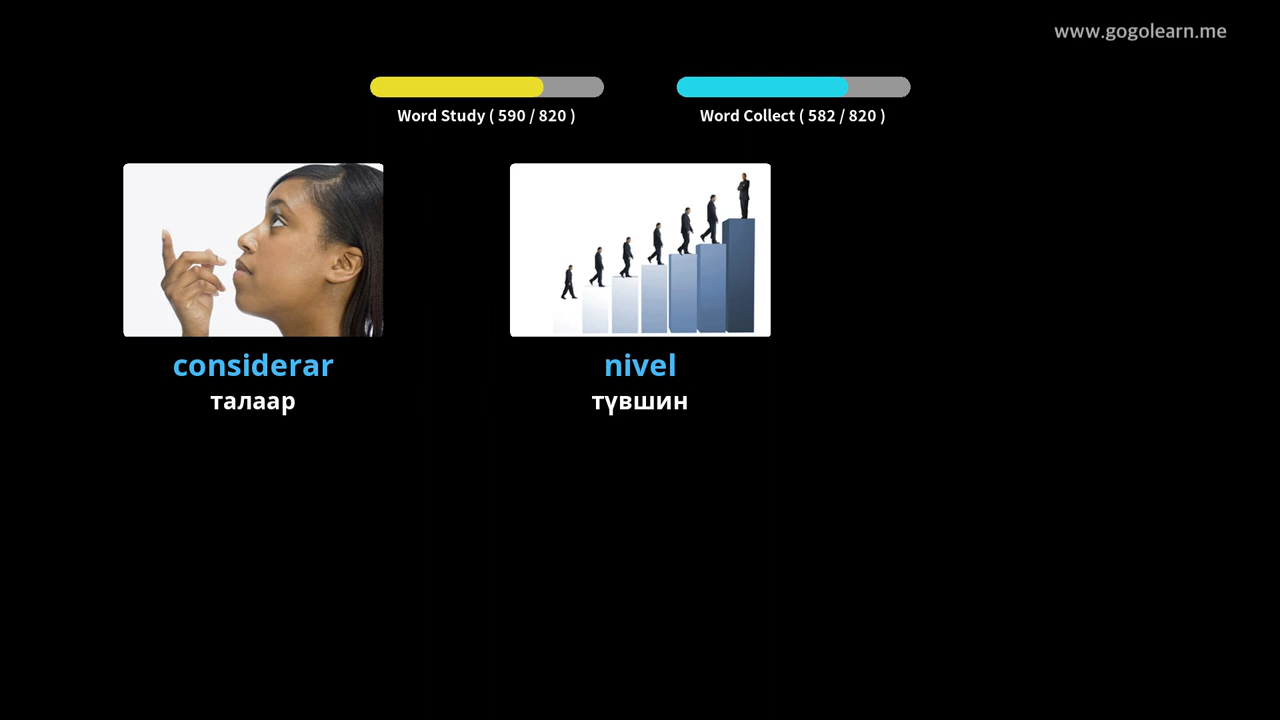 www.gogolearn.me
Word Study ( 590 / 820 )
Word Collect ( 582 / 820 )
considerar
талаар
nivel
түвшин